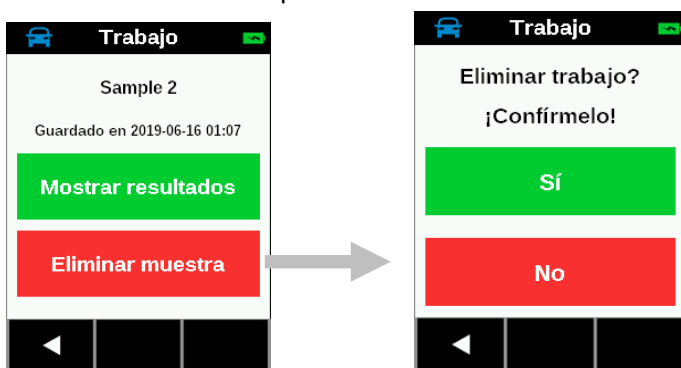 Trabajo
Sample 2
Guardado en 2019-06-16 01:07
Mostrar resultados
Eliminar muestra
Trabajo
Eliminar trabajo?
¡Confírmelo!
Sí
No